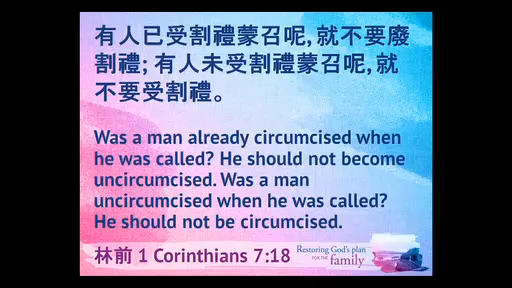 有人已受割禮蒙召呢,就不要廢
割禮; 有人未受割禮蒙召呢,就
不要受割禮。
Was a man already circumcised when
he was called? He should not become
uncircumcised. Was a man
uncircumcised when he was called?
He should not be circumcised.
林前 1 Corinthians 7:18
Restoring God's plan
FOR THE family